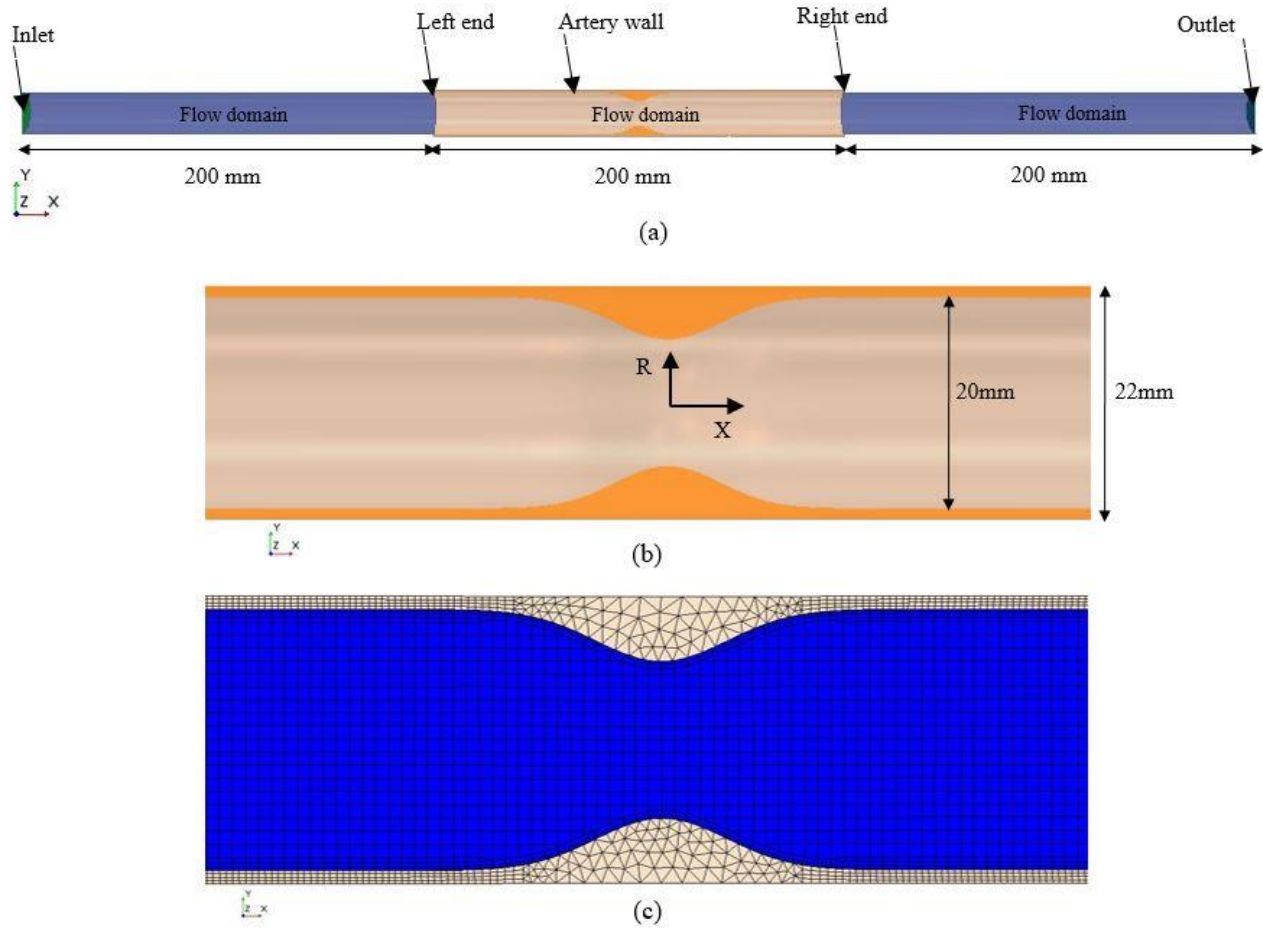 Inlet
Left end
Artery wall
Right end
Outlet
Flow domain
Flow domain
Flow domain
200 mm
200 mm
200 mm
Y
Z X
(a)
R
X
20mm
22mm
Y
Z X
(b)
Y
Z X
(c)